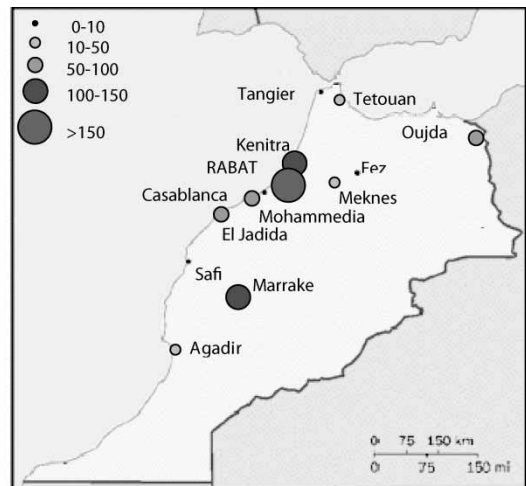 0-10
10-50
50-100
100-150
>150
Tangier
Tetouan
Oujda
Kenitra
RABAT
Fez
Casablanca
Meknes
Mohammedia
El Jadida
Safi
Marrake
Agadir
0 75 150 km
0 75 150 mi